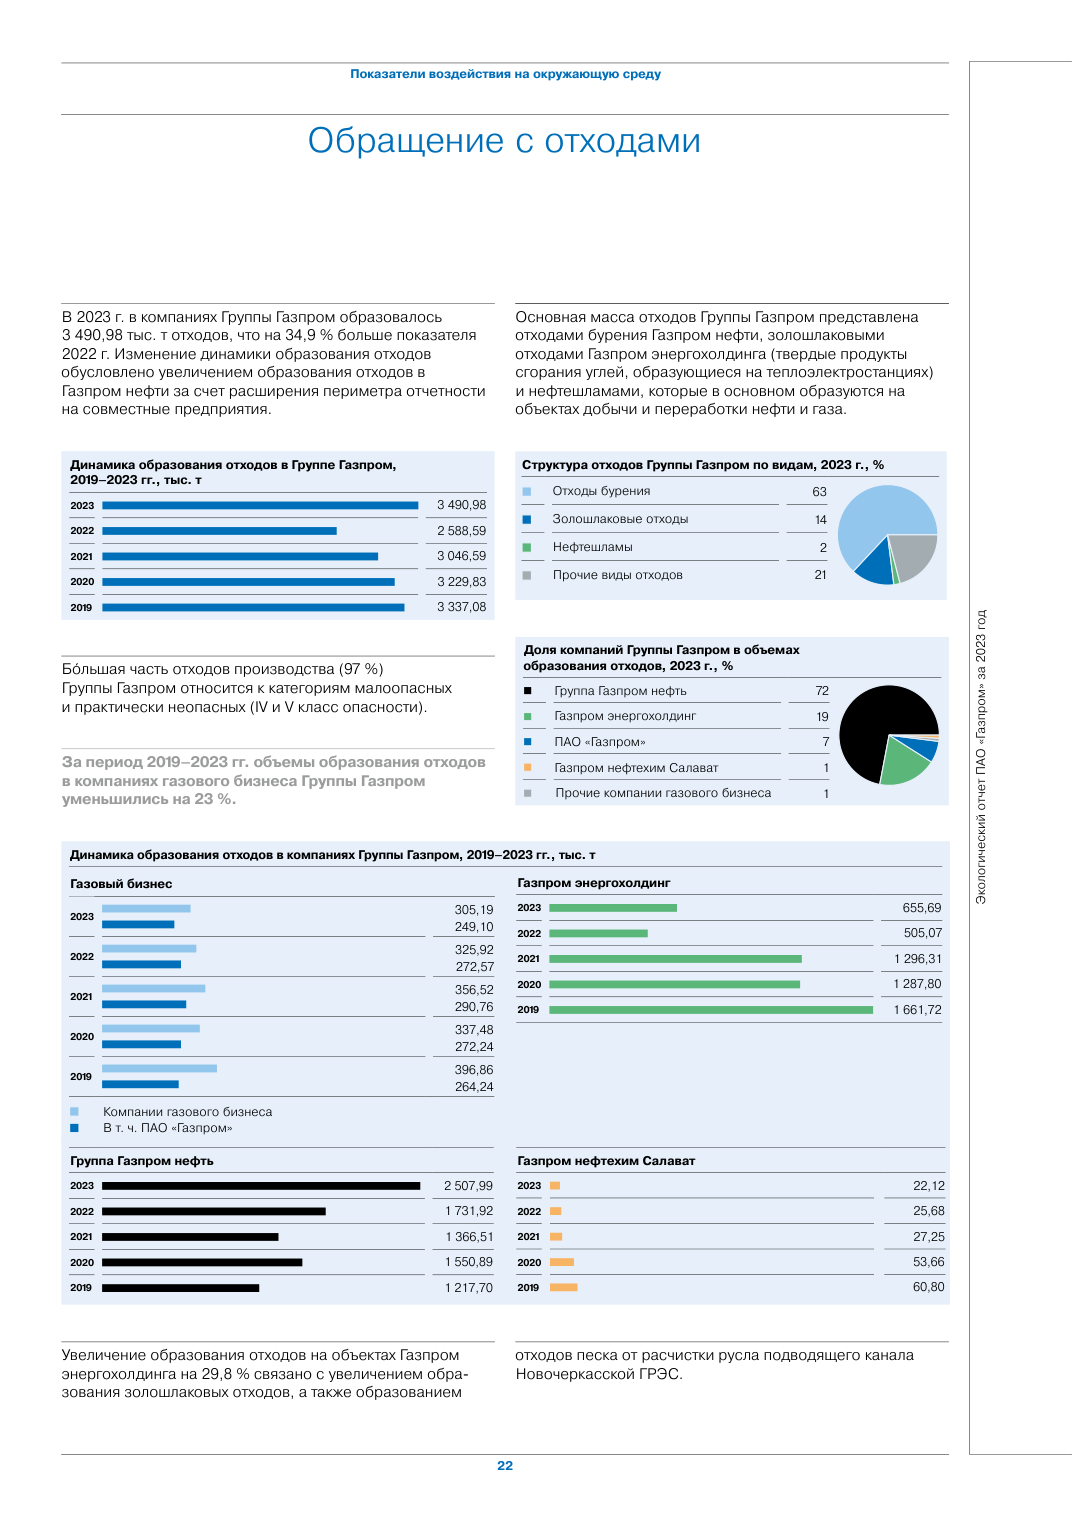 Показатели воздействия на окружающую среду
Обращение с отходами
В 2023 г. в компаниях Группы Газпром образовалось
3 490,98 тыс. т отходов, что на 34,9 % больше показателя
2022 г. Изменение динамики образования отходов
обусловлено увеличением образования отходов в
Газпром нефти за счет расширения периметра отчетности
на совместные предприятия.
Основная масса отходов Группы Газпром представлена
отходами бурения Газпром нефти, золошлаковыми
отходами Газпром энергохолдинга (твердые продукты
сгорания углей, образующиеся на теплоэлектростанциях)
и нефтешламами, которые в основном образуются на
объектах добычи и переработки нефти и газа.
Динамика образования отходов в Группе Газпром,
2019–2023 гг., тыс. т
2023 3 490,98
2022 2 588,59
2021 3 046,59
2020 3 229,83
2019 3 337,08
Структура отходов Группы Газпром по видам, 2023 г., %
Отходы бурения 63
Золошлаковые отходы 14
Нефтешламы 2
Прочие виды отходов 21
Бóльшая часть отходов производства (97 %)
Группы Газпром относится к категориям малоопасных
и практически неопасных (IV и V класс опасности).
За период 2019–2023 гг. объемы образования отходов
в компаниях газового бизнеса Группы Газпром
уменьшились на 23 %.
Доля компаний Группы Газпром в объемах
образования отходов, 2023 г., %
Группа Газпром нефть 72
Газпром энергохолдинг 19
ПАО «Газпром» 7
Газпром нефтехим Салават 1
Прочие компании газового бизнеса 1
Динамика образования отходов в компаниях Группы Газпром, 2019–2023 гг., тыс. т
Газовый бизнес
2023 305,19
249,10
2022 325,92
272,57
2021 356,52
290,76
2020 337,48
272,24
2019 396,86
264,24
Компании газового бизнеса
В т. ч. ПАО «Газпром»
Газпром энергохолдинг
2023 655,69
2022 505,07
2021 1 296,31
2020 1 287,80
2019 1 661,72
Группа Газпром нефть
2023 2 507,99
2022 1 731,92
2021 1 366,51
2020 1 550,89
2019 1 217,70
Газпром нефтехим Салават
2023 22,12
2022 25,68
2021 27,25
2020 53,66
2019 60,80
Увеличение образования отходов на объектах Газпром
энергохолдинга на 29,8 % связано с увеличением обра-
зования золошлаковых отходов, а также образованием
отходов песка от расчистки русла подводящего канала
Новочеркасской ГРЭС.
22
Экологический отчет ПАО «Газпром» за 2023 год